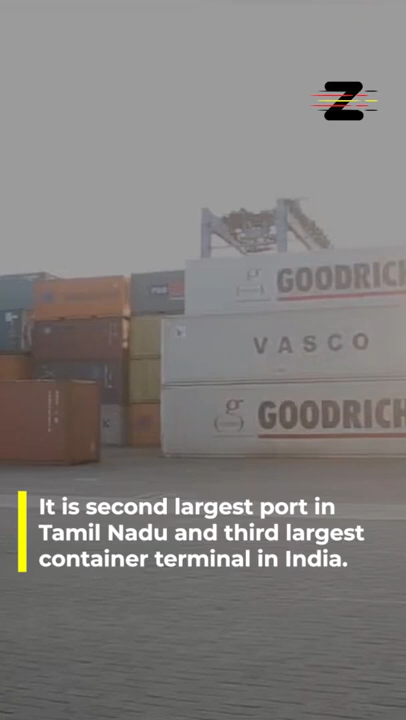 Z
GOODRICH
VASCO
g GOODRICH
It is second largest port in
Tamil Nadu and third largest
container terminal in India.